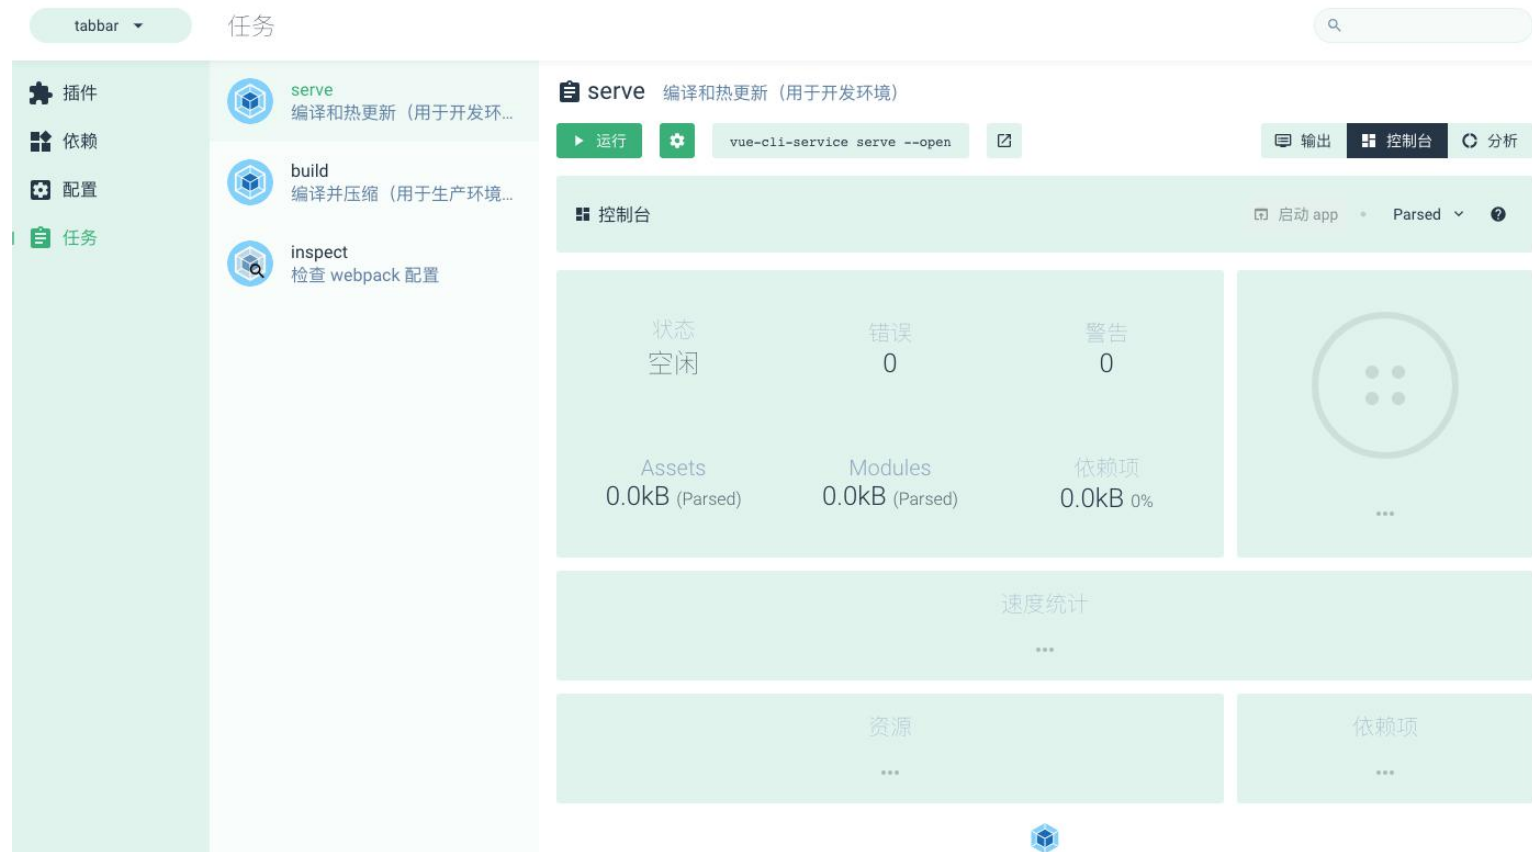 tabbar
任务
插件
依赖
配置
任务
serve
编译和热更新（用于开发环...
build
编译并压缩（用于生产环境...
inspect
检查 webpack 配置
serve 编译和热更新（用于开发环境）
运行
vue-cli-service serve --open
输出
控制台
分析
控制台
启动 app
Parsed
状态
空闲
错误
0
警告
0
Assets
0.0kB (Parsed)
Modules
0.0kB (Parsed)
依赖项
0.0kB 0%
...
速度统计
...
资源
...
依赖项
...